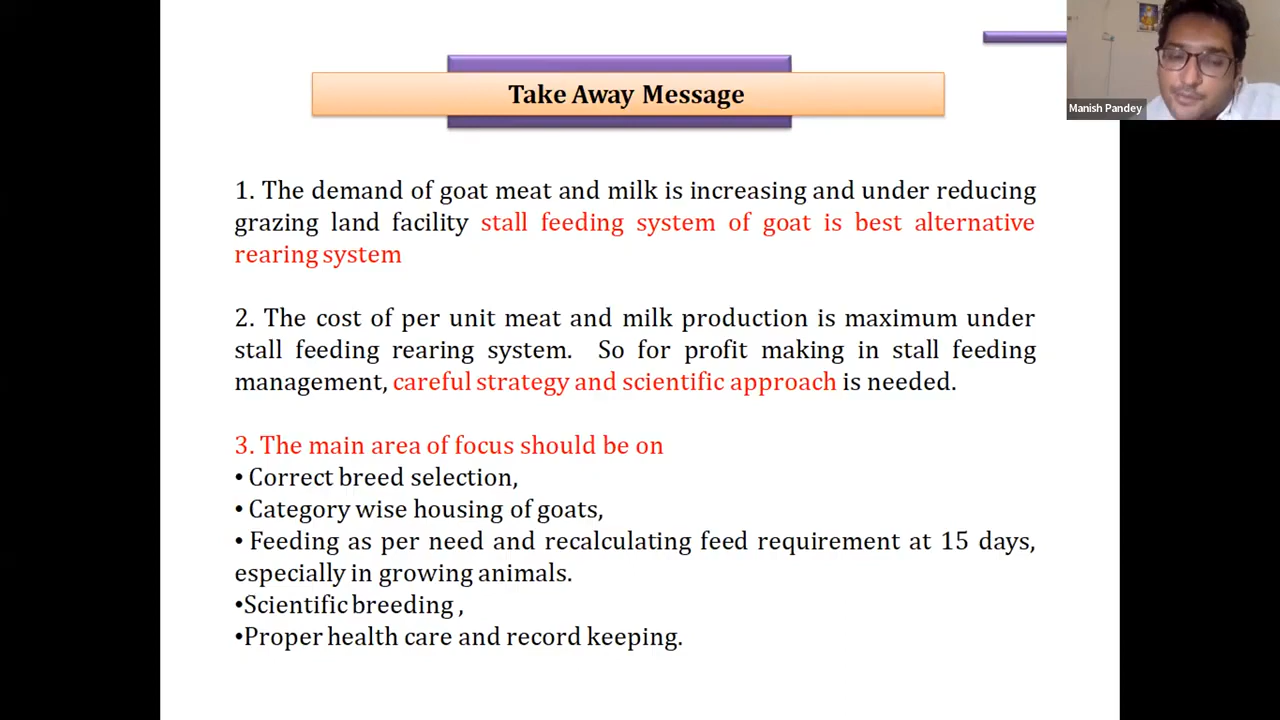 Take Away Message
Manish Pandey
1. The demand of goat meat and milk is increasing and under reducing
grazing land facility stall feeding system of goat is best alternative
rearing system
2. The cost of per unit meat and milk production is maximum under
stall feeding rearing system. So for profit making in stall feeding
management, careful strategy and scientific approach is needed.
3. The main area of focus should be on
• Correct breed selection,
• Category wise housing of goats,
• Feeding as per need and recalculating feed requirement at 15 days,
especially in growing animals.
•Scientific breeding ,
•Proper health care and record keeping.